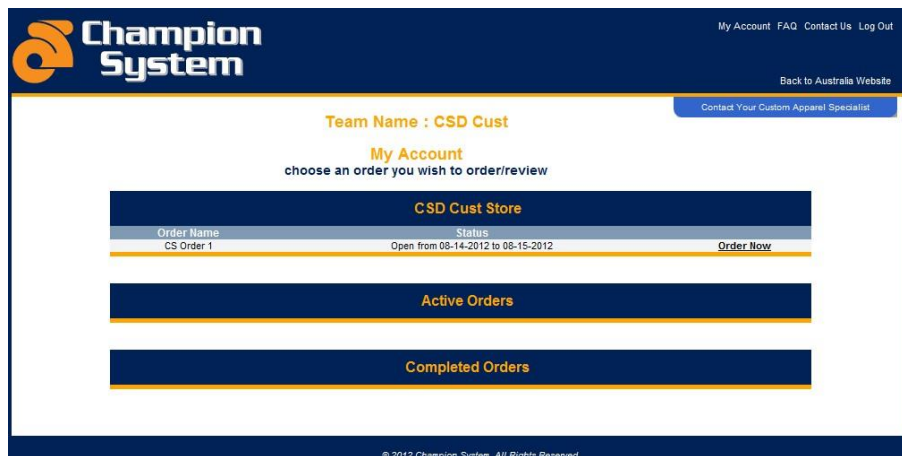 Champion
System
My Account FAQ Contact Us Log Out
Back to Australia Website
Contact Your Custom Apparel Specialist
Team Name : CSD Cust
My Account
choose an order you wish to order/review
CSD Cust Store
Order Name Status
CS Order 1 Open from 08-14-2012 to 08-15-2012 Order Now
Active Orders
Completed Orders
© 2012 Champion System. All Rights Reserved